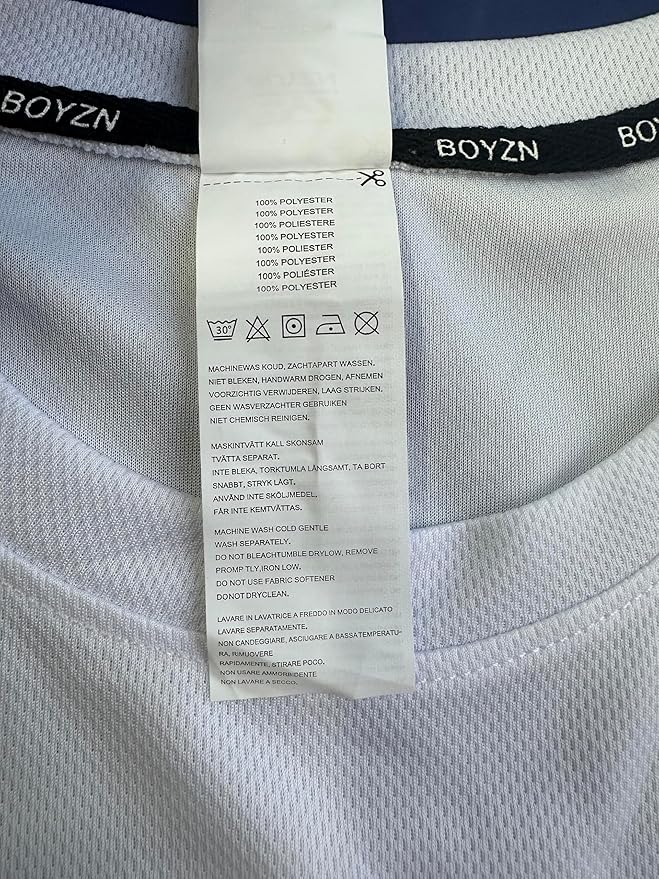 BOYZN
BOYZN
BOY
100% POLYESTER
100% POLYESTER
100% POLIESTERE
100% POLYESTER
100% POLIESTER
100% POLYESTER
100% POLIÉSTER
100% POLYESTER
30°
MACHINEWAS KOUD, ZACHTAPART WASSEN.
NIET BLEKEN, HANDWARM DROGEN, AFNEMEN
VOORZICHTIG VERWIJDEREN, LAAG STRIJKEN.
GEEN WASVERZACHTER GEBRUIKEN
NIET CHEMISCH REINIGEN.
MASKINTVÄTT KALL SKONSAM
TVÄTTA SEPARAT.
INTE BLEKA, TORKTUMLA LÅNGSAMT, TA BORT
SNABBT, STRYK LÅGT.
ANVÄND INTE SKÖLJMEDEL.
FÅR INTE KEMTVÄTTAS.
MACHINE WASH COLD GENTLE
WASH SEPARATELY.
DO NOT BLEACHTUMBLE DRYLOW, REMOVE
PROMP TLY,IRON LOW.
DO NOT USE FABRIC SOFTENER
DO NOT DRYCLEAN.
LAVARE IN LAVATRICE A FREDDO IN MODO DELICATO
LAVARE SEPARATAMENTE.
NON CANDEGGIARE, ASCIUGARE A BASSA TEMPERATU-
RA, RIMUOVERE
RAPIDAMENTE, STIRARE POCO.
NON USARE AMMORBIDENTE
NON LAVARE A SECCO.